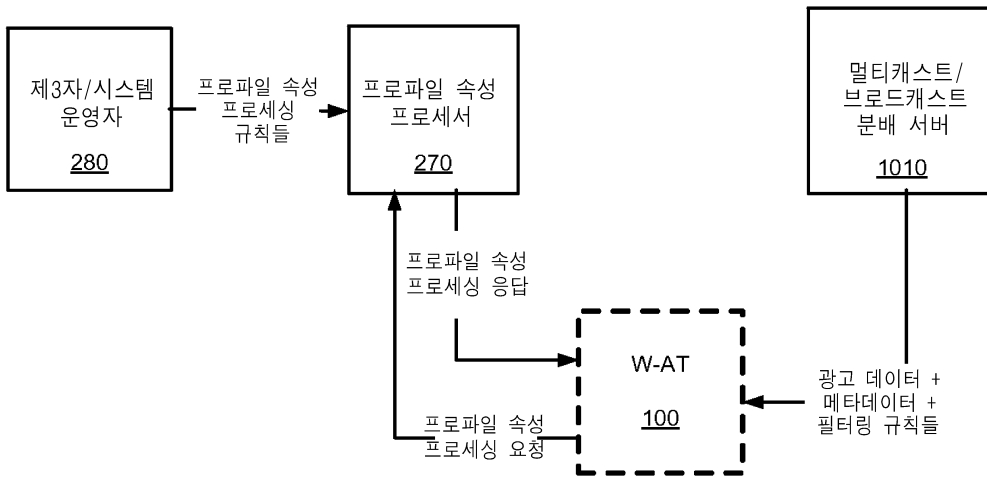 제3자/시스템
운영자
280
프로파일 속성
프로세싱
규칙들
프로파일 속성
프로세서
270
멀티캐스트/
브로드캐스트
분배 서버
1010
프로파일 속성
프로세싱 응답
W-AT
100
프로파일 속성
프로세싱 요청
광고 데이터 +
메타데이터 +
필터링 규칙들